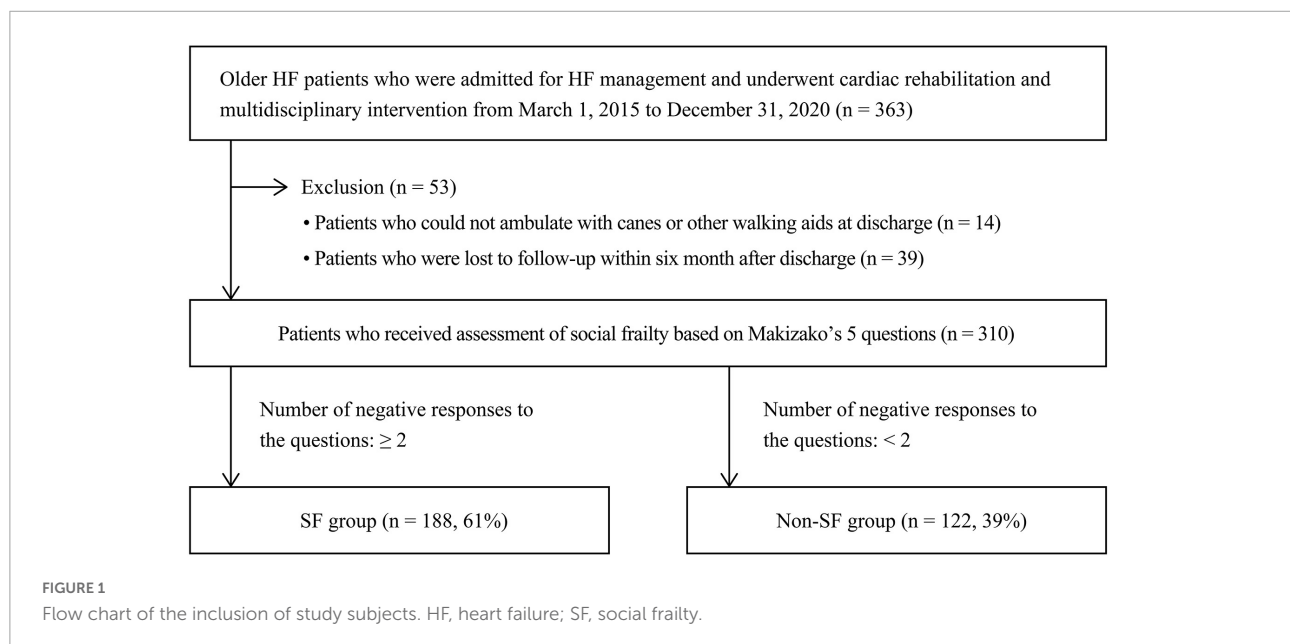 Older HF patients who were admitted for HF management and underwent cardiac rehabilitation and
multidisciplinary intervention from March 1, 2015 to December 31, 2020 (n = 363)
Exclusion (n = 53)
• Patients who could not ambulate with canes or other walking aids at discharge (n = 14)
• Patients who were lost to follow-up within six month after discharge (n = 39)
Patients who received assessment of social frailty based on Makizako's 5 questions (n = 310)
Number of negative responses to
the questions: ≥ 2
Number of negative responses to
the questions: < 2
SF group (n = 188, 61%)
Non-SF group (n = 122, 39%)
FIGURE 1
Flow chart of the inclusion of study subjects. HF, heart failure; SF, social frailty.